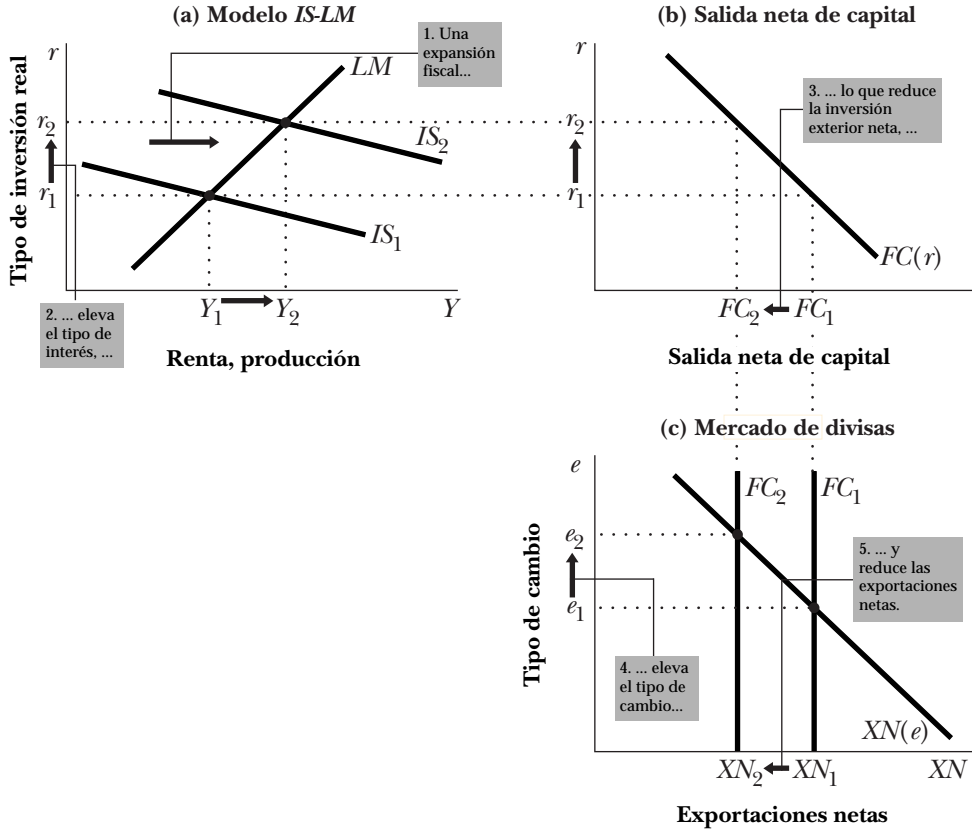 (a) Modelo IS-LM
r
1. Una
expansión
fiscal...
LM
r2
IS2
r1
IS1
Tipo de inversión real
2. ... eleva
el tipo de
interés, ...
Y1
Y2
Y
Renta, producción
(b) Salida neta de capital
r
3. ... lo que reduce
la inversión
exterior neta, ...
r2
r1
FC(r)
FC2
FC1
Salida neta de capital
(c) Mercado de divisas
e
FC2
FC1
e2
5. ... y
reduce las
exportaciones
netas.
e1
Tipo de cambio
4. ... eleva
el tipo de
cambio...
XN(e)
XN2
XN1
XN
Exportaciones netas